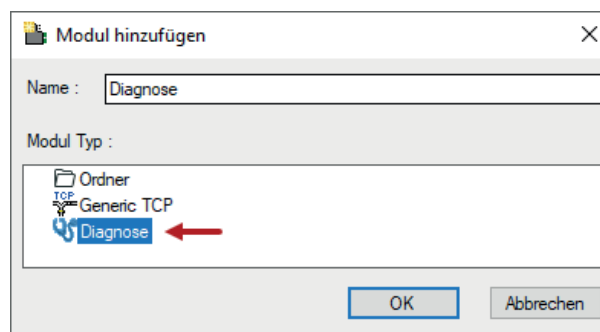 Modul hinzufügen
Name : Diagnose
Modul Typ :
Ordner
TCP
Generic TCP
Diagnose
OK Abbrechen